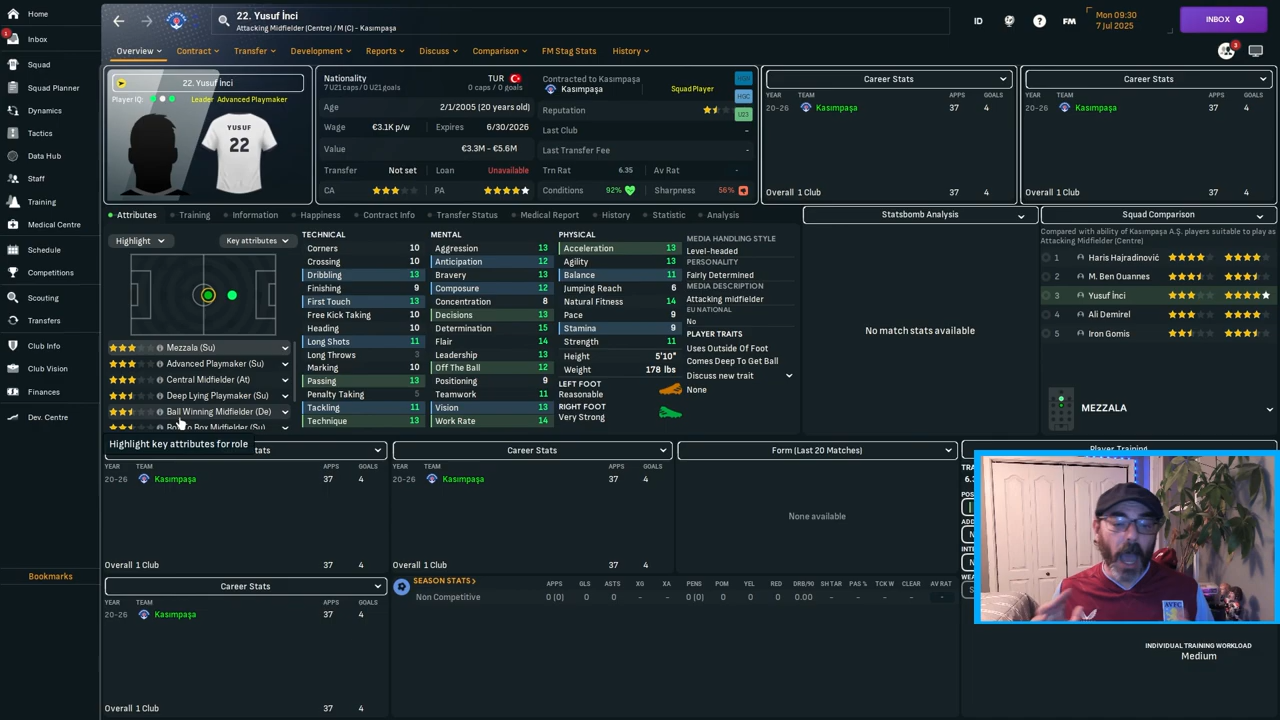 Home
1
Inbox
Squad
Squad Planner
Dynamics
Tactics
Data Hub
Staff
Training
Medical Centre
Schedule
Competitions
Scouting
Transfers
Club Info
Club Vision
Finances
Dev. Centre
Bookmarks
22. Yusuf İnci
Attacking Midfielder (Centre) / M (C) - Kasımpaşa
ID
FM
Mon 09:30
7 Jul 2025
INBOX
Overview
Contract
Transfer
Development
Reports
Discuss
Comparison
FM Stag Stats
History
3
22. Yusuf İnci
Player IQ:
Leader
Advanced Playmaker
YUSUF
22
Nationality
TUR
7 U21 caps/ 0 U21 goals
0 caps / 0 goals
Age
2/1/2005 (20 years old)
Wage
€3.1K p/w
Expires
6/30/2026
Value
€3.3M - €5.6M
Transfer
Not set
Loan
Unavailable
CA
PA
Contracted to Kasımpaşa
Kasımpaşa
Squad Player
HGC
U23
Reputation
Last Club
-
Last Transfer Fee
-
Trn Rat
6.35
Av Rat
-
Conditions
92%
Sharpness
56%
Career Stats
YEAR
TEAM
APPS
GOALS
20-26
Kasımpaşa
37
4
Overall 1 Club
37
4
Career Stats
YEAR
TEAM
APPS
GOALS
20-26
Kasımpaşa
37
4
Overall 1 Club
37
4
Attributes
Training
Information
Happiness
Contract Info
Transfer Status
Medical Report
History
Statistic
Analysis
Highlight
Key attributes
Mezzala (Su)
Advanced Playmaker (Su)
Central Midfielder (At)
Deep Lying Playmaker (Su)
Ball Winning Midfielder (De)
Highlight key attributes for role
TECHNICAL
Corners 10
Crossing 10
Dribbling 13
Finishing 9
First Touch 13
Free Kick Taking 10
Heading 10
Long Shots 11
Long Throws 3
Marking 10
Passing 13
Penalty Taking 5
Tackling 11
Technique 13
MENTAL
Aggression 13
Anticipation 12
Bravery 13
Composure 12
Concentration 8
Decisions 13
Determination 15
Flair 14
Leadership 13
Off The Ball 12
Positioning 9
Teamwork 11
Vision 13
Work Rate 14
PHYSICAL
Acceleration 13
Agility 13
Balance 11
Jumping Reach 6
Natural Fitness 14
Pace 9
Stamina 9
Strength 11
Height 5'10"
Weight 178 lbs
LEFT FOOT
Reasonable
RIGHT FOOT
Very Strong
MEDIA HANDLING STYLE
Level-headed
PERSONALITY
Fairly Determined
MEDIA DESCRIPTION
Attacking midfielder
EU NATIONAL
No
PLAYER TRAITS
Uses Outside Of Foot
Comes Deep To Get Ball
Discuss new trait
None
Statsbomb Analysis
No match stats available
Squad Comparison
Compared with ability of Kasımpaşa A.Ş. players suitable to play as
Attacking Midfielder (Centre)
1 Haris Hajradinović
2 M. Ben Ouannes
3 Yusuf İnci
4 Ali Demirel
5 Iron Gomis
MEZZALA
YEAR
TEAM
APPS
GOALS
20-26
Kasımpaşa
37
4
Overall 1 Club
37
4
Career Stats
YEAR
TEAM
APPS
GOALS
20-26
Kasımpaşa
37
4
Overall 1 Club
37
4
Form (Last 20 Matches)
None available
Player Training
AVFC
INDIVIDUAL TRAINING WORKLOAD
Medium
Career Stats
YEAR
TEAM
APPS
GOALS
20-26
Kasımpaşa
37
4
Overall 1 Club
37
4
SEASON STATS
APPS GLS ASTS XG XA PENS POM YEL RED DRB/90 SH TAR PAS % TCK W CLEAR AV RAT
Non Competitive 0 (0) 0 0 - - 0 (0) 0 0 0 0.00 - - - - -